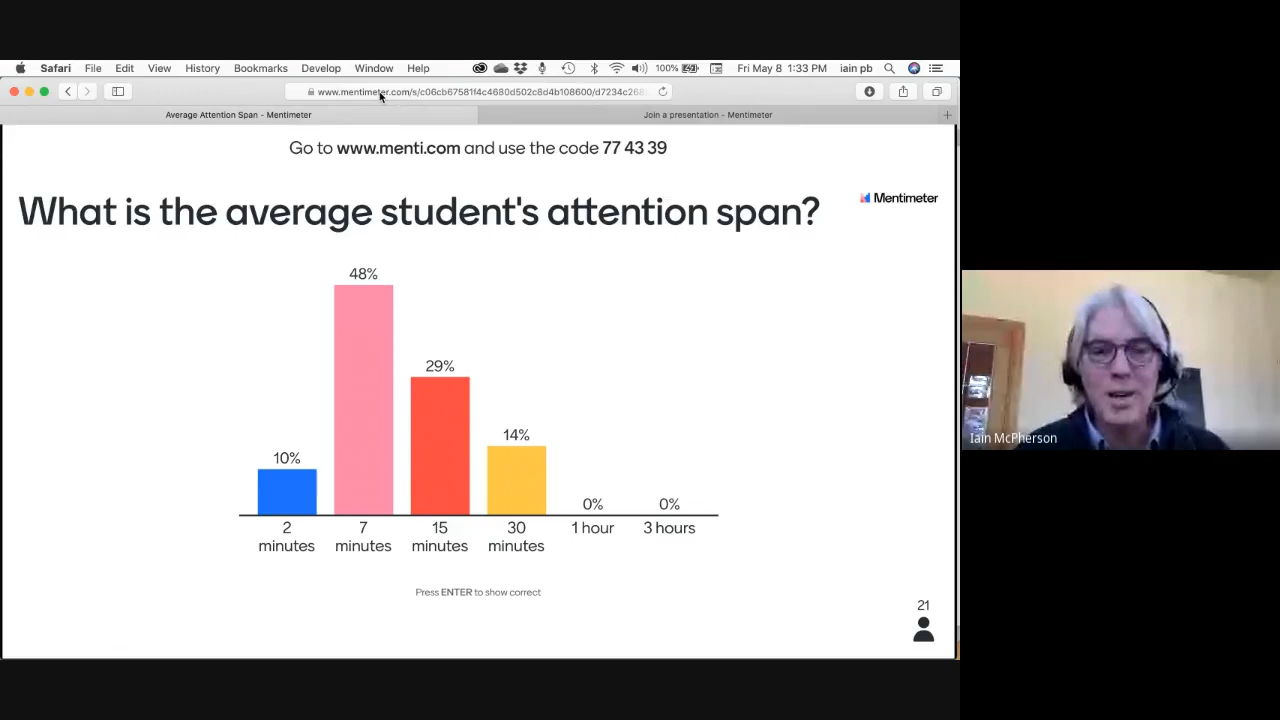 Safari File Edit View History Bookmarks Develop Window Help 100% Fri May 8 1:33 PM iain pb
Average Attention Span - Mentimeter Join a presentation - Mentimeter
Go to www.menti.com and use the code 77 43 39
What is the average student's attention span?
Mentimeter
48%
29%
14%
10%
0% 0%
2 minutes
7 minutes
15 minutes
30 minutes
1 hour
3 hours
Press ENTER to show correct
21
Iain McPherson